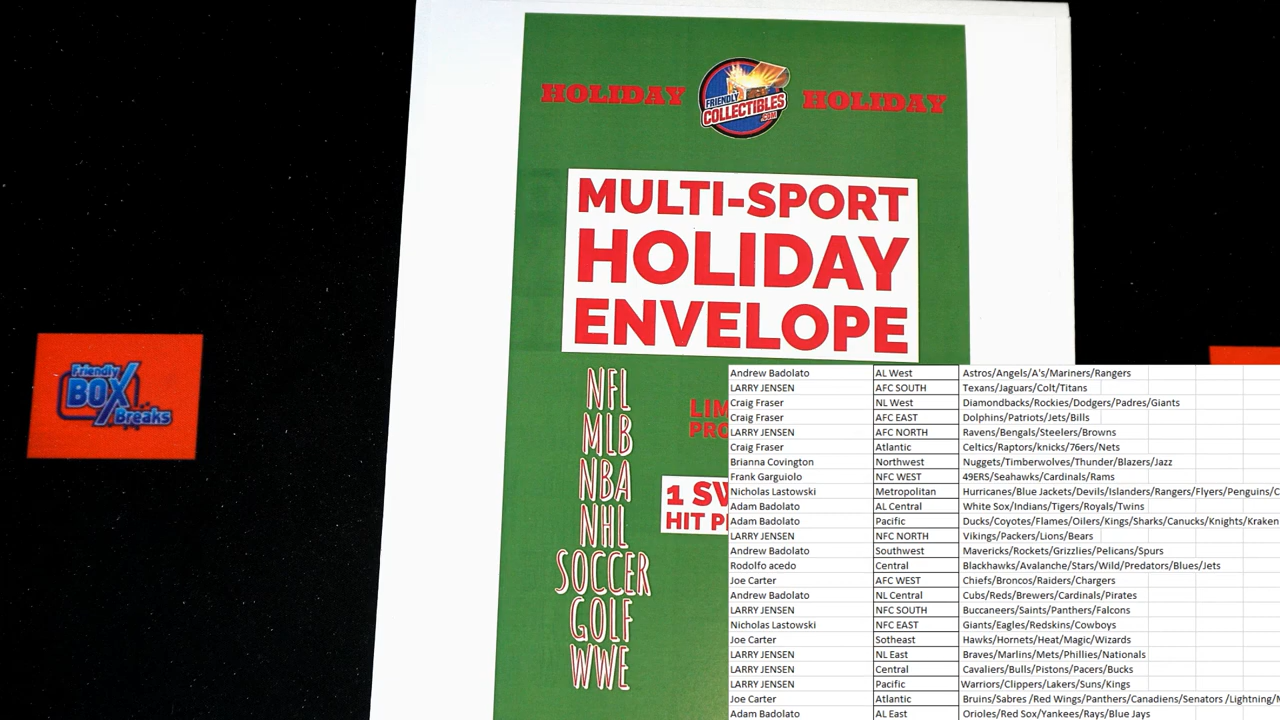 HOLIDAY
FRIENDLY
COLLECTIBLES
.COM
HOLIDAY
MULTI-SPORT
HOLIDAY
ENVELOPE
NFL
MLB
NBA
NHL
SOCCER
GOLF
WWE
1
HIT
Friendly
BOX
Breaks
Andrew Badolato AL West Astros/Angels/A's/Mariners/Rangers
LARRY JENSEN AFC SOUTH Texans/Jaguars/Colt/Titans
Craig Fraser NL West Diamondbacks/Rockies/Dodgers/Padres/Giants
Craig Fraser AFC EAST Dolphins/Patriots/Jets/Bills
LARRY JENSEN AFC NORTH Ravens/Bengals/Steelers/Browns
Craig Fraser Atlantic Celtics/Raptors/knicks/76ers/Nets
Brianna Covington Northwest Nuggets/Timberwolves/Thunder/Blazers/Jazz
Frank Garguiolo NFC WEST 49ERS/Seahawks/Cardinals/Rams
Nicholas Lastowski Metropolitan Hurricanes/Blue Jackets/Devils/Islanders/Rangers/Flyers/Penguins/C
Adam Badolato AL Central White Sox/Indians/Tigers/Royals/Twins
Adam Badolato Pacific Ducks/Coyotes/Flames/Oilers/Kings/Sharks/Canucks/Knights/Kraken
LARRY JENSEN NFC NORTH Vikings/Packers/Lions/Bears
Andrew Badolato Southwest Mavericks/Rockets/Grizzlies/Pelicans/Spurs
Rodolfo acedo Central Blackhawks/Avalanche/Stars/Wild/Predators/Blues/Jets
Joe Carter AFC WEST Chiefs/Broncos/Raiders/Chargers
Andrew Badolato NL Central Cubs/Reds/Brewers/Cardinals/Pirates
LARRY JENSEN NFC SOUTH Buccaneers/Saints/Panthers/Falcons
Nicholas Lastowski NFC EAST Giants/Eagles/Redskins/Cowboys
Joe Carter Sotheast Hawks/Hornets/Heat/Magic/Wizards
LARRY JENSEN NL East Braves/Marlins/Mets/Phillies/Nationals
LARRY JENSEN Central Cavaliers/Bulls/Pistons/Pacers/Bucks
LARRY JENSEN Pacific Warriors/Clippers/Lakers/Suns/Kings
Joe Carter Atlantic Bruins/Sabres /Red Wings/Panthers/Canadiens/Senators /Lightning/
Adam Badolato AL East Orioles/Red Sox/Yankees/Rays/Blue Jays